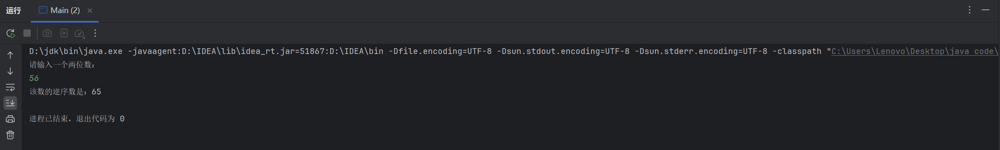 运行 Main (2)
D:\jdk\bin\java.exe -javaagent:D:\IDEA\lib\idea_rt.jar=51867:D:\IDEA\bin -Dfile.encoding=UTF-8 -Dsun.stdout.encoding=UTF-8 -Dsun.stderr.encoding=UTF-8 -classpath "C:\Users\Lenovo\Desktop\java code\
请输入一个两位数:
56
该数的逆序数是：65
进程已结束，退出代码为 0